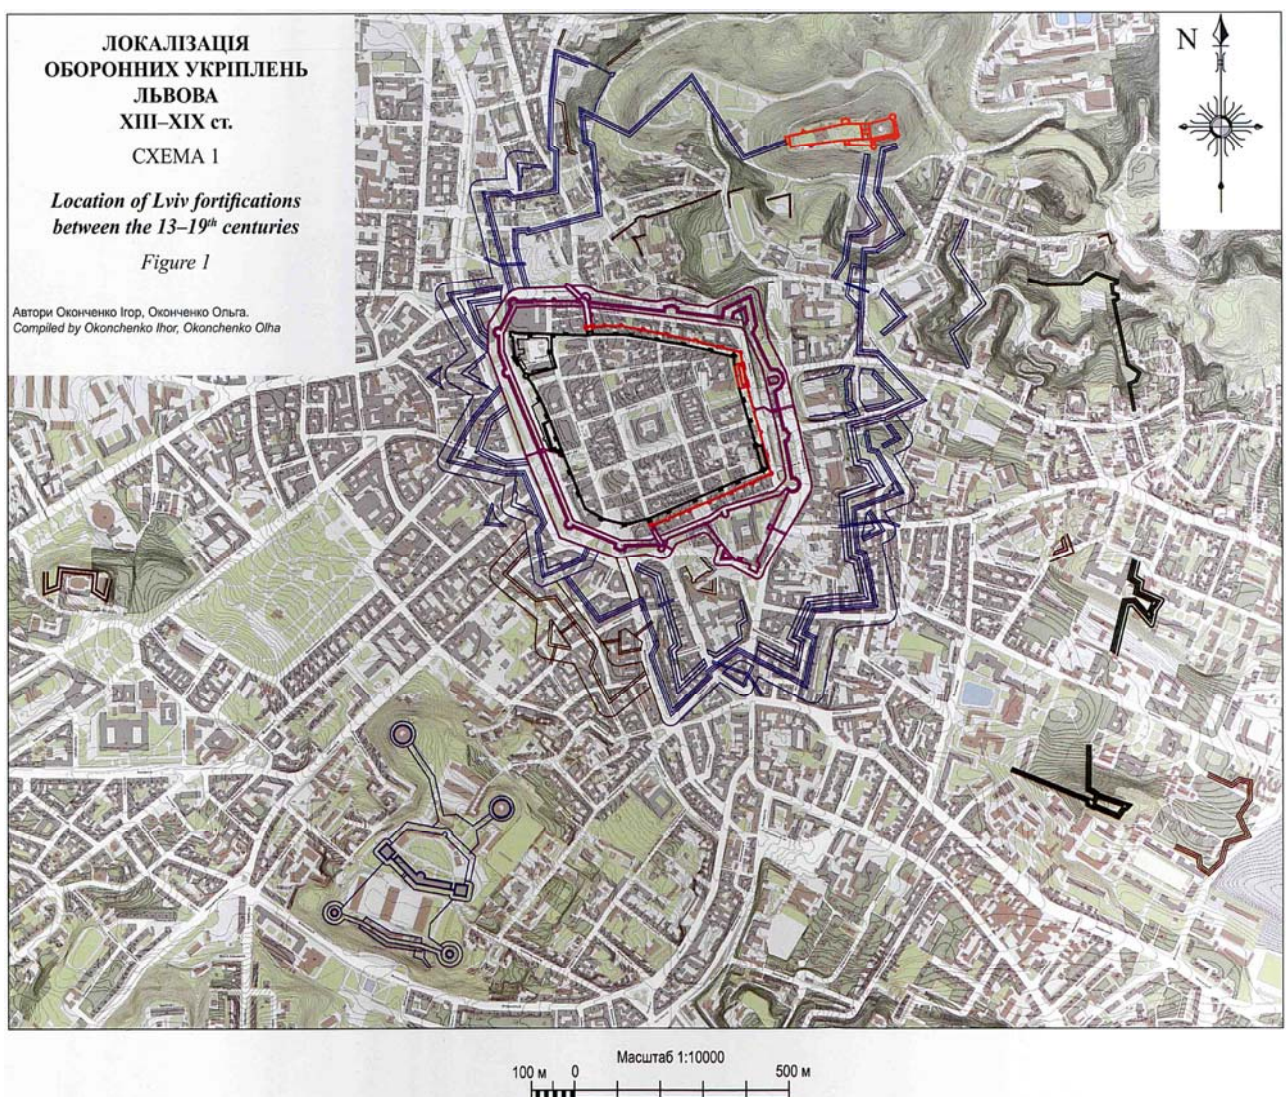 ЛОКАЛІЗАЦІЯ
ОБОРОННИХ УКРІПЛЕНЬ
ЛЬВОВА
XIII–XIX ст.
СХЕМА 1
Location of Lviv fortifications
between the 13–19th centuries
Figure 1
Автори Оконченко Ігор, Оконченко Ольга.
Compiled by Okonchenko Ihor, Okonchenko Olha
N
Масштаб 1:10000
100 м 0 500 м